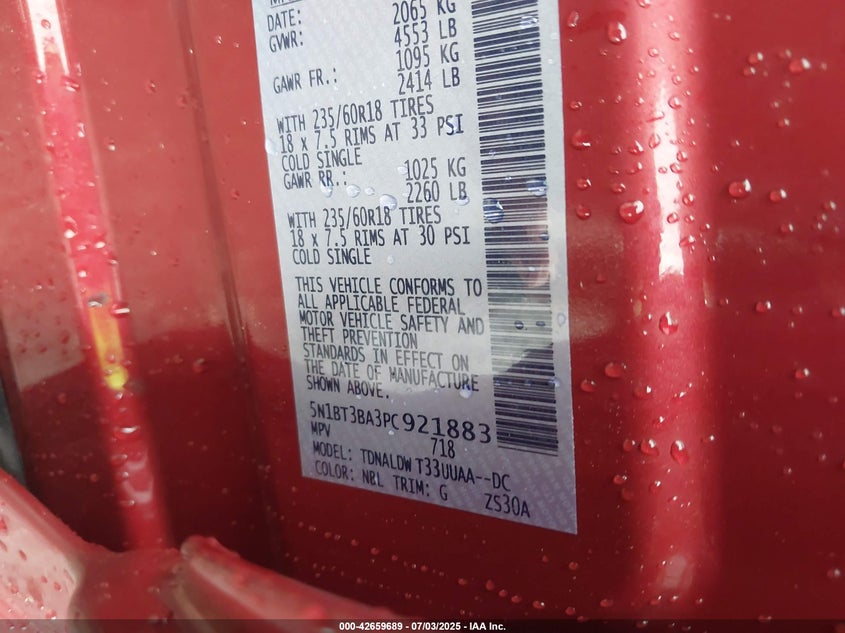 DATE: 2065 KG
GVWR: 4553 LB
1095 KG
GAWR FR.: 2414 LB
WITH 235/60R18 TIRES
18 x 7.5 RIMS AT 33 PSI
COLD SINGLE
GAWR RR.: 1025 KG
2260 LB
WITH 235/60R18 TIRES
18 x 7.5 RIMS AT 30 PSI
COLD SINGLE
THIS VEHICLE CONFORMS TO
ALL APPLICABLE FEDERAL
MOTOR VEHICLE SAFETY AND
THEFT PREVENTION
STANDARDS IN EFFECT ON
THE DATE OF MANUFACTURE
SHOWN ABOVE.
5N1BT3BA3PC921883
MPV 718
MODEL: TDNALDW T33UUAA--DC
COLOR: NBL TRIM: G ZS30A
000-42659689 - 07/03/2025 - IAA Inc.